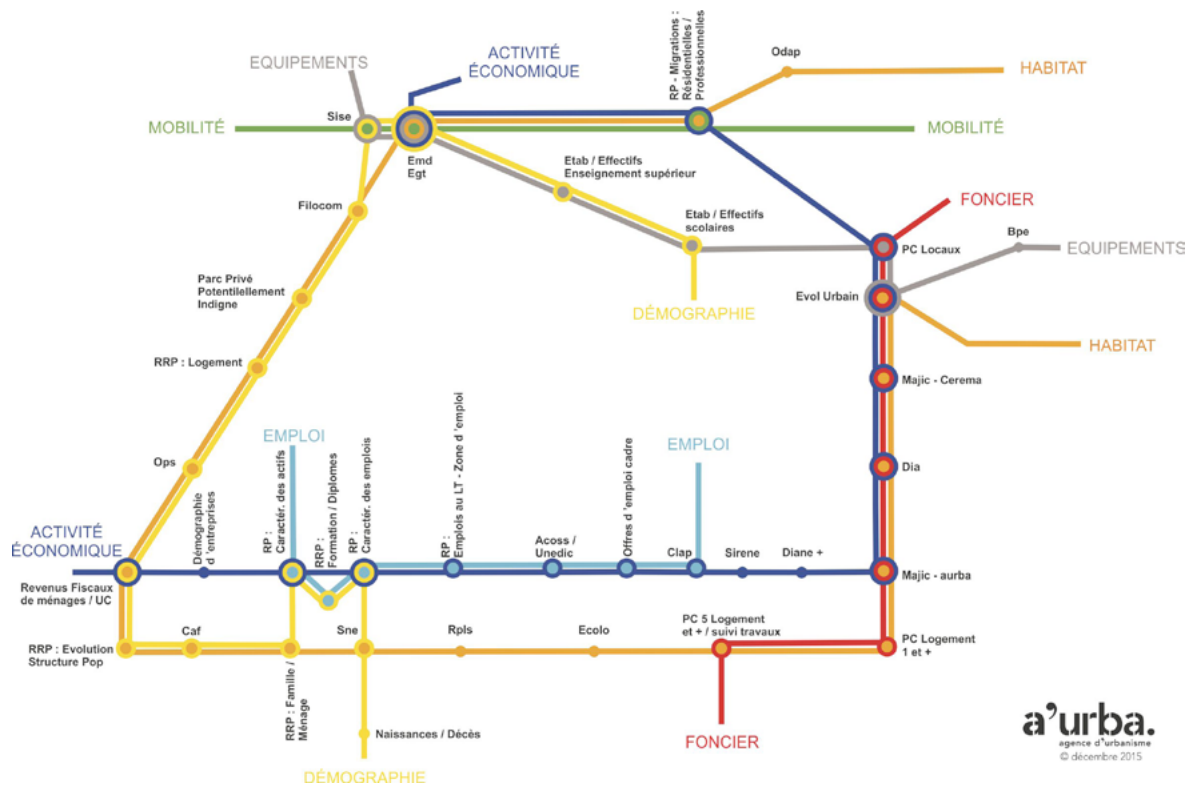 ACTIVITÉ
ÉCONOMIQUE
EQUIPEMENTS
RP - Migrations :
Résidentielles /
Professionnelles
Odap
HABITAT
Sise
MOBILITÉ
MOBILITÉ
Emd
Egt
Etab / Effectifs
Enseignement supérieur
Filocom
Etab / Effectifs
scolaires
FONCIER
PC Locaux
Bpe
EQUIPEMENTS
Parc Privé
Potentilellement
Indigne
Evol Urbain
DÉMOGRAPHIE
HABITAT
RRP : Logement
Majic - Cerema
EMPLOI
EMPLOI
Ops
Dia
Démographie
d 'entreprises
RP :
Caractér. des actifs
RRP :
Formation / Diplomes
RP :
Caractér. des emplois
RP :
Emplois au LT - Zone d 'emploi
Acoss /
Unedic
Offres d 'emploi cadre
Clap
Sirene
Diane +
ACTIVITÉ
ÉCONOMIQUE
Majic - aurba
Revenus Fiscaux
de ménages / UC
RRP : Evolution
Structure Pop
Caf
RRP : Famille /
Ménage
Sne
Rpls
Ecolo
PC 5 Logement
et + / suivi travaux
PC Logement
1 et +
Naissances / Décès
FONCIER
DÉMOGRAPHIE
a'urba.
agence d'urbanisme
© décembre 2015